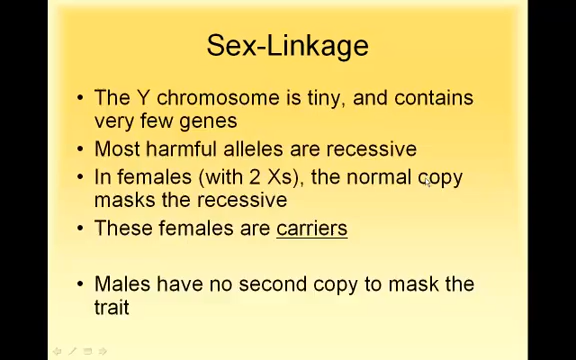 Sex-Linkage
• The Y chromosome is tiny, and contains
very few genes
• Most harmful alleles are recessive
• In females (with 2 Xs), the normal copy
masks the recessive
• These females are carriers
• Males have no second copy to mask the
trait